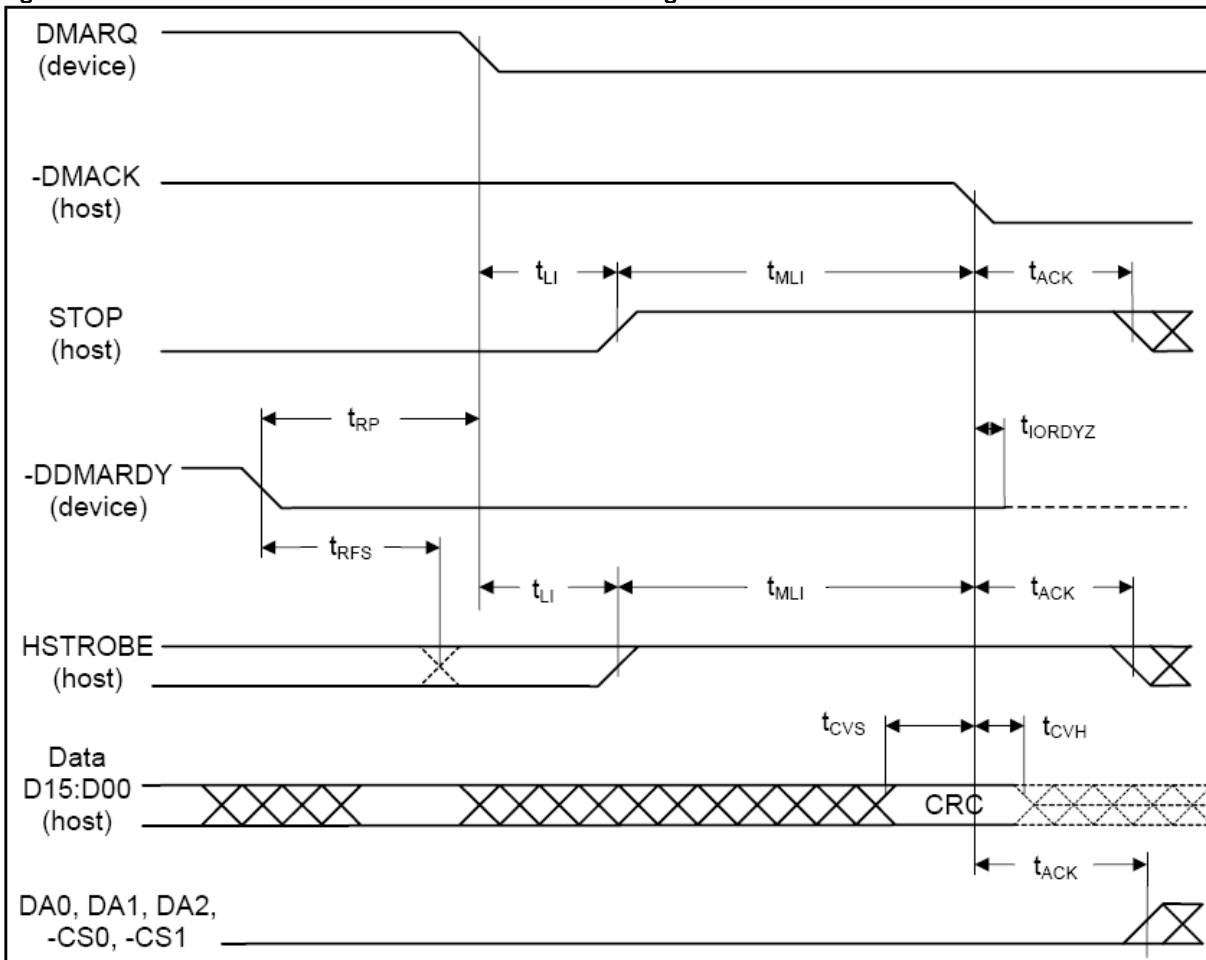 DMARQ
(device)
-DMACK
(host)
tLI tMLI tACK
STOP
(host)
tRP tIORDYZ
-DDMARDY
(device)
tRFS
tLI tMLI tACK
HSTROBE
(host)
tCVS tCVH
Data
D15:D00
(host)
CRC
tACK
DA0, DA1, DA2,
-CS0, -CS1